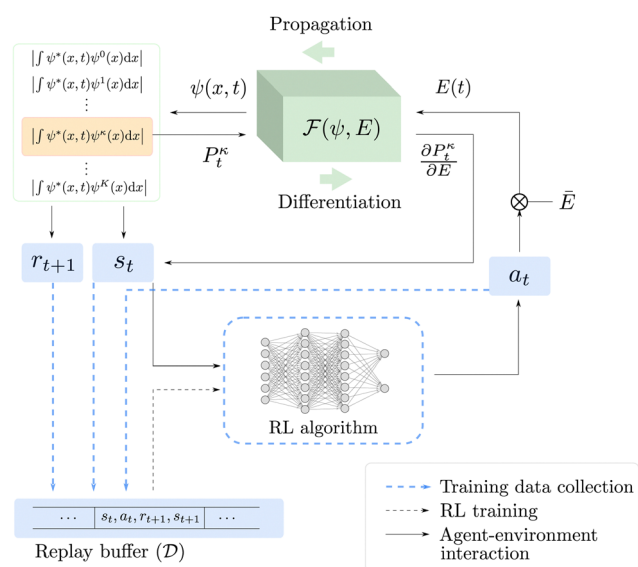 Propagation
|∫ ψ*(x, t)ψ⁰(x)dx|
|∫ ψ*(x, t)ψ¹(x)dx|
⋮
|∫ ψ*(x, t)ψ^κ(x)dx|
⋮
|∫ ψ*(x, t)ψ^K(x)dx|
ψ(x, t)
P_t^κ
F(ψ, E)
E(t)
∂P_t^κ
∂E
Differentiation
⊗ Ē
r_{t+1}
s_t
a_t
RL algorithm
⋯ s_t, a_t, r_{t+1}, s_{t+1} ⋯
Replay buffer (D)
Training data collection
RL training
Agent-environment
interaction